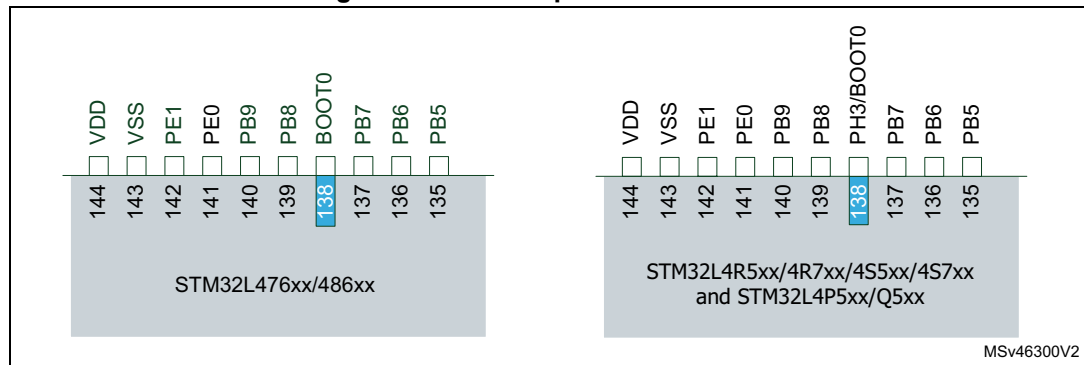 VDD VSS PE1 PE0 PB9 PB8 BOOT0 PB7 PB6 PB5
144 143 142 141 140 139 138 137 136 135
STM32L476xx/486xx
VDD VSS PE1 PE0 PB9 PB8 PH3/BOOT0 PB7 PB6 PB5
144 143 142 141 140 139 138 137 136 135
STM32L4R5xx/4R7xx/4S5xx/4S7xx
and STM32L4P5xx/Q5xx
MSv46300V2